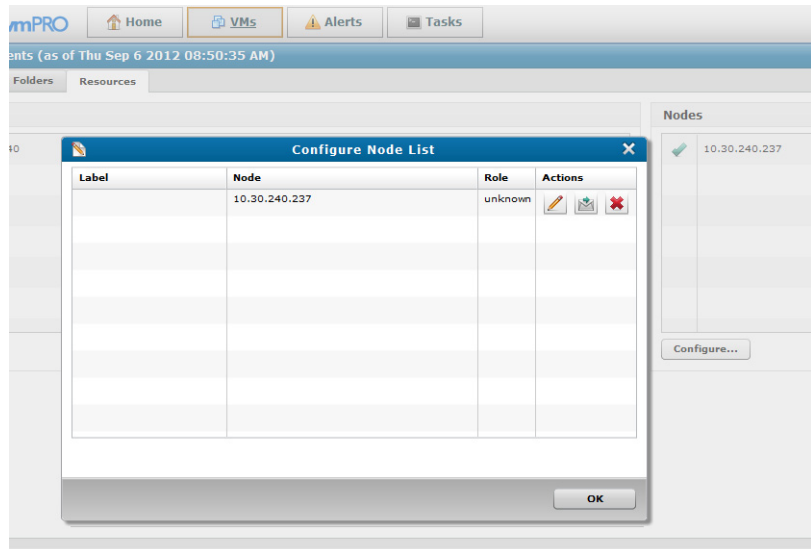 vmPRO Home VMs Alerts Tasks
ents (as of Thu Sep 6 2012 08:50:35 AM)
Folders Resources
Nodes
40
10.30.240.237
Configure Node List
Label Node Role Actions
10.30.240.237 unknown
Configure...
OK